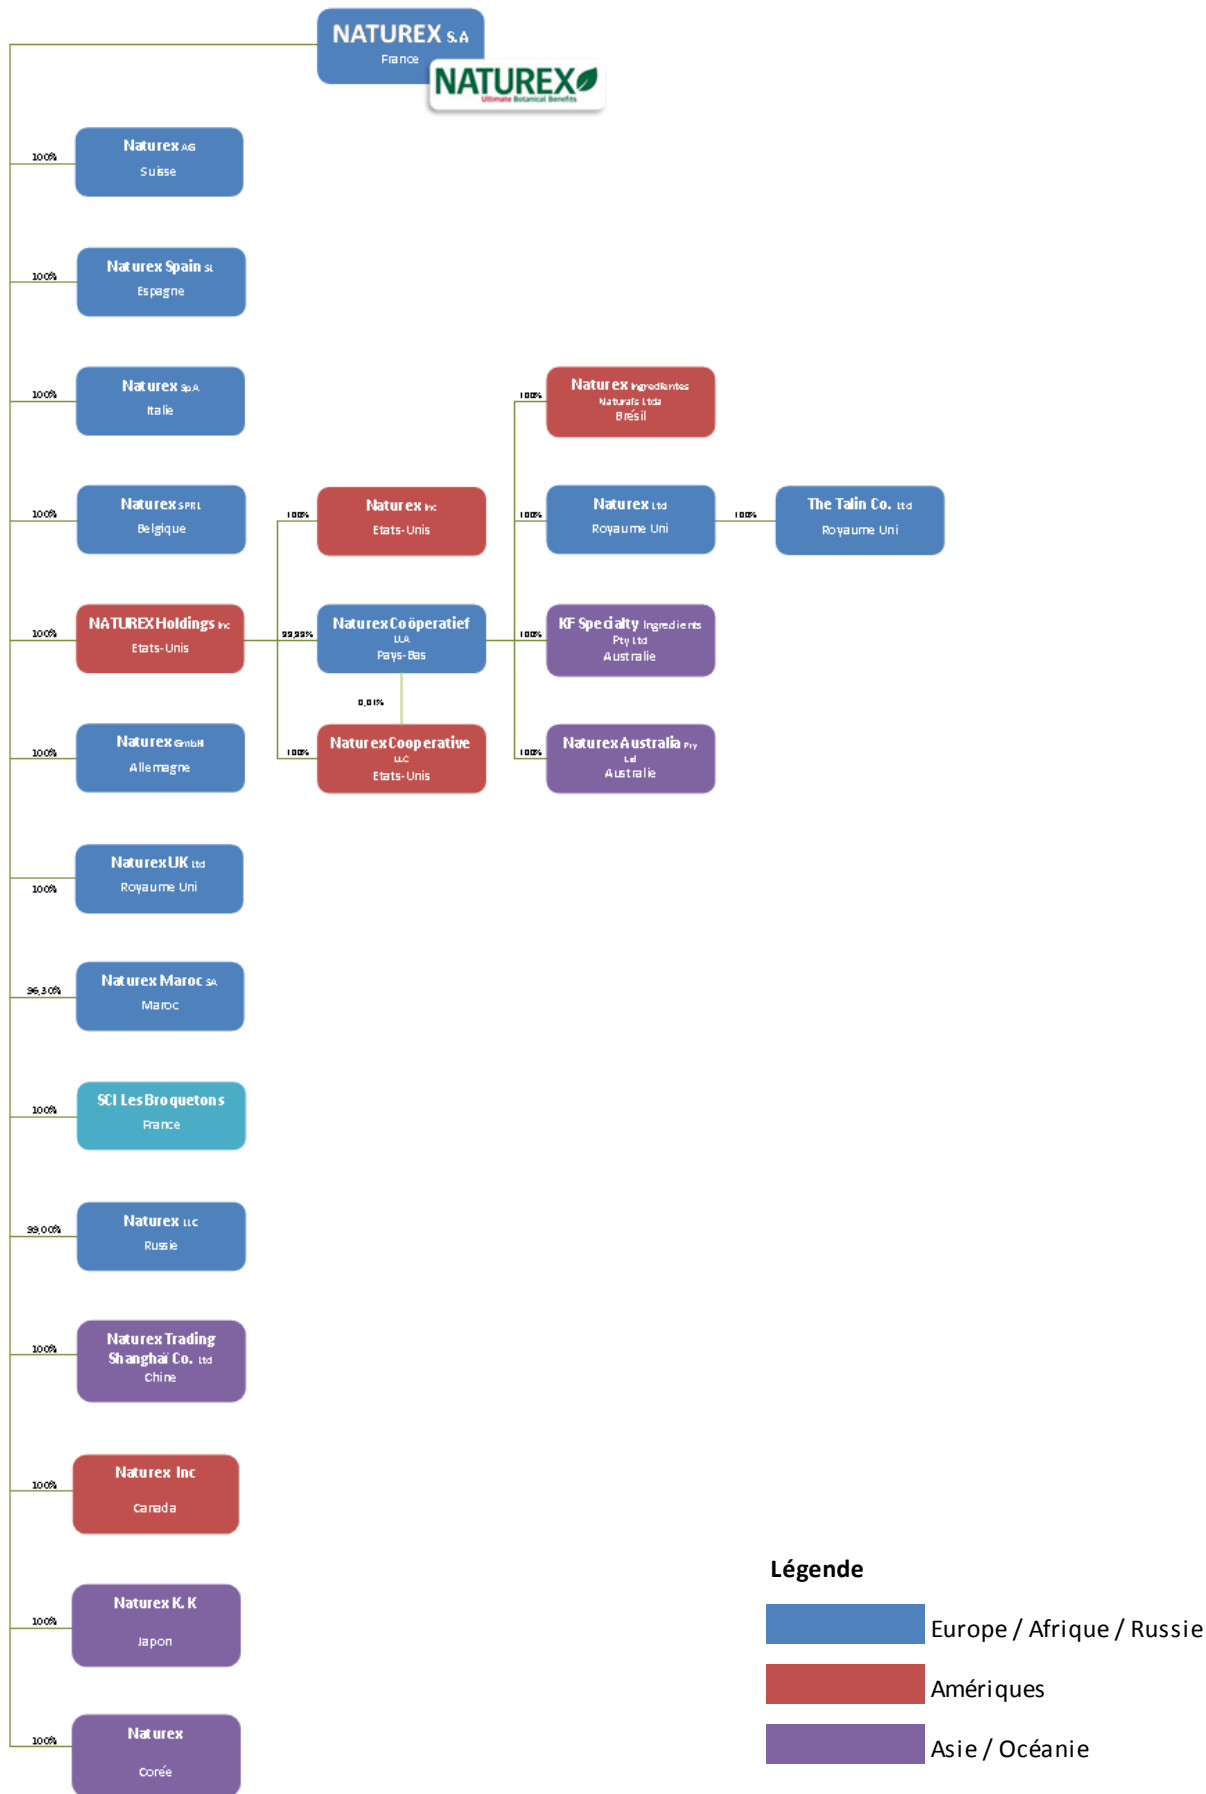 NATUREX S.A
France
NATUREX
Ultimate Botanical Benefits
100%
Naturex AG
Suisse
100%
Naturex Spain SL
Espagne
100%
Naturex SpA
Italie
100%
Naturex SPRL
Belgique
100%
NATUREX Holdings Inc
Etats-Unis
100%
Naturex Inc
Etats-Unis
99,99%
Naturex Coöperatief
U.A
Pays-Bas
0,01%
100%
Naturex Cooperative
LLC
Etats-Unis
100%
Naturex Ingredientes
Naturais Ltda
Brésil
100%
Naturex Ltd
Royaume Uni
100%
The Talin Co. Ltd
Royaume Uni
100%
KF Specialty Ingredients
Pty Ltd
Australie
100%
Naturex Australia Pty
Ltd
Australie
100%
Naturex GmbH
Allemagne
100%
Naturex UK Ltd
Royaume Uni
96,30%
Naturex Maroc SA
Maroc
100%
SCI Les Broquetons
France
99,00%
Naturex LLC
Russie
100%
Naturex Trading
Shanghaï Co. Ltd
Chine
100%
Naturex Inc
Canada
100%
Naturex K.K
Japon
100%
Naturex
Corée
Légende
Europe / Afrique / Russie
Amériques
Asie / Océanie